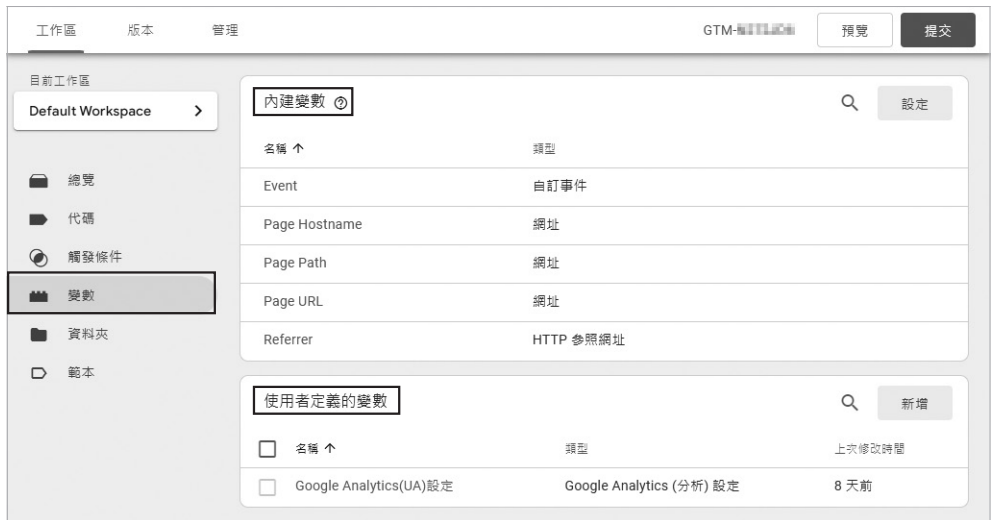 工作區 版本 管理 GTM- 預覽 提交
目前工作區
Default Workspace
總覽
代碼
觸發條件
變數
資料夾
範本
內建變數
設定
名稱 類型
Event 自訂事件
Page Hostname 網址
Page Path 網址
Page URL 網址
Referrer HTTP 參照網址
使用者定義的變數
新增
名稱 類型 上次修改時間
Google Analytics(UA)設定 Google Analytics (分析) 設定 8 天前